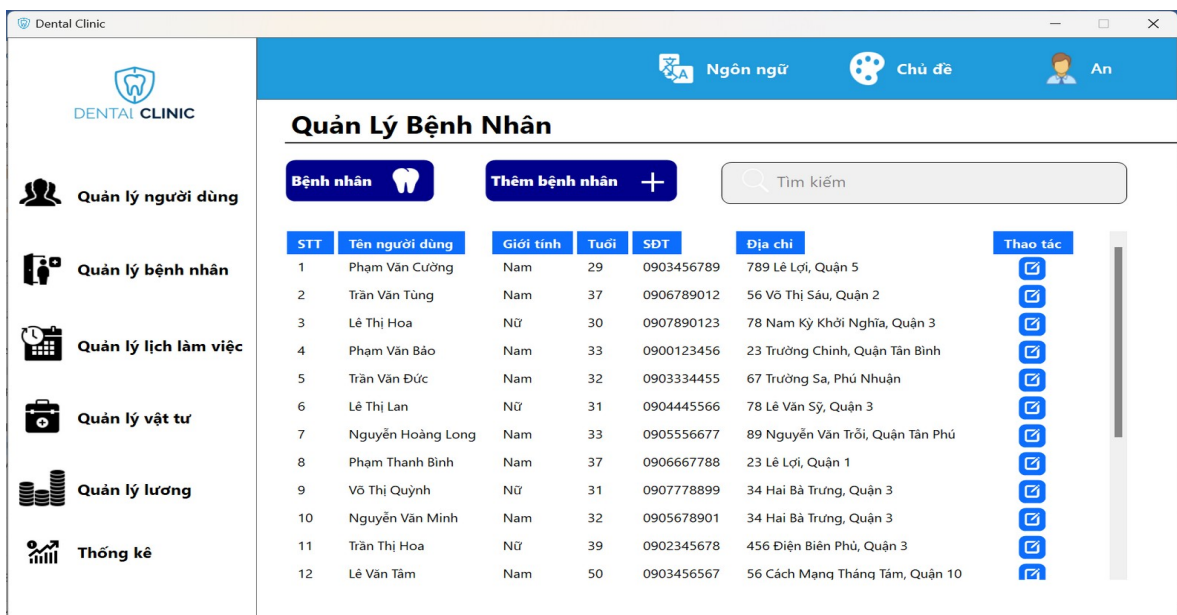 Dental Clinic
Ngôn ngữ
Chủ đề
An
DENTAL CLINIC
Quản lý người dùng
Quản lý bệnh nhân
Quản lý lịch làm việc
Quản lý vật tư
Quản lý lương
Thống kê
Quản Lý Bệnh Nhân
Bệnh nhân
Thêm bệnh nhân
Tìm kiếm
STT Tên người dùng Giới tính Tuổi SĐT Địa chỉ Thao tác
1 Phạm Văn Cường Nam 29 0903456789 789 Lê Lợi, Quận 5
2 Trần Văn Tùng Nam 37 0906789012 56 Võ Thị Sáu, Quận 2
3 Lê Thị Hoa Nữ 30 0907890123 78 Nam Kỳ Khởi Nghĩa, Quận 3
4 Phạm Văn Bảo Nam 33 0900123456 23 Trường Chinh, Quận Tân Bình
5 Trần Văn Đức Nam 32 0903334455 67 Trường Sa, Phú Nhuận
6 Lê Thị Lan Nữ 31 0904445566 78 Lê Văn Sỹ, Quận 3
7 Nguyễn Hoàng Long Nam 33 0905556677 89 Nguyễn Văn Trỗi, Quận Tân Phú
8 Phạm Thanh Bình Nam 37 0906667788 23 Lê Lợi, Quận 1
9 Võ Thị Quỳnh Nữ 31 0907778899 34 Hai Bà Trưng, Quận 3
10 Nguyễn Văn Minh Nam 32 0905678901 34 Hai Bà Trưng, Quận 3
11 Trần Thị Hoa Nữ 39 0902345678 456 Điện Biên Phủ, Quận 3
12 Lê Văn Tâm Nam 50 0903456567 56 Cách Mạng Tháng Tám, Quận 10